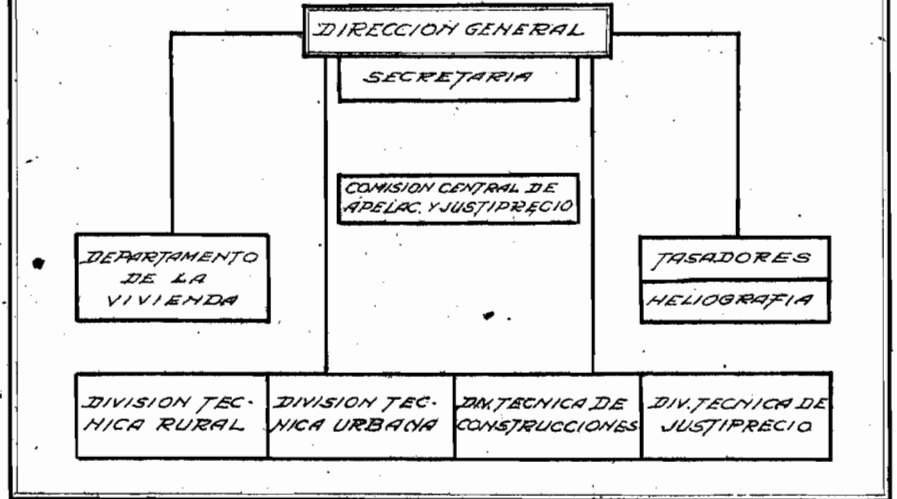 DIRECCION GENERAL
SECRETARIA
COMISION CENTRAL DE
APELAC. Y JUSTIPRECIO
DEPARTAMENTO
DE LA
VIVIENDA
TASADORES
HELIOGRAFIA
DIVISION TEC-
NICA RURAL
DIVISION TEC-
NICA URBANA
DIV. TECNICA DE
CONSTRUCCIONES
DIV. TECNICA DE
JUSTIPRECIO